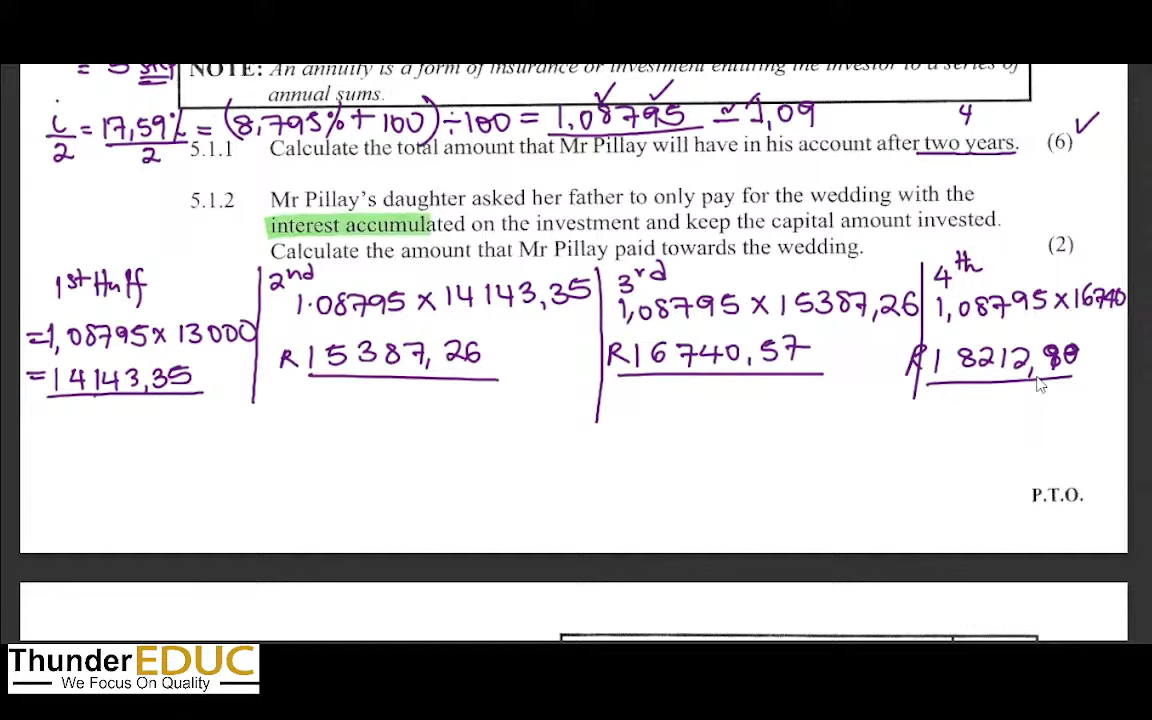 NOTE: An annuity is a form of insurance or investment entitling the investor to a series of
annual sums.
i/2 = 17,59%/2 = (8,795% + 100) ÷ 100 = 1,08795 ≃ 1,09
4
5.1.1 Calculate the total amount that Mr Pillay will have in his account after two years. (6)
5.1.2 Mr Pillay's daughter asked her father to only pay for the wedding with the
interest accumulated on the investment and keep the capital amount invested.
Calculate the amount that Mr Pillay paid towards the wedding. (2)
1st Huff
=1,08795 x 13000
=14143,35
2nd
1.08795 x 14143,35
R15387,26
3rd
1,08795 x 15387,26
R16740,57
4th
1,08795 x 16740
R18212,90
P.T.O.
ThunderEDUC
We Focus On Quality